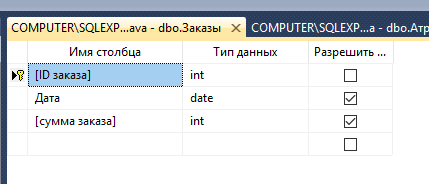 COMPUTER\SQLEXP...ava - dbo.Заказы COMPUTER\SQLEXP...a - dbo.Атр
Имя столбца Тип данных Разрешить ...
[ID заказа] int
Дата date
[сумма заказа] int